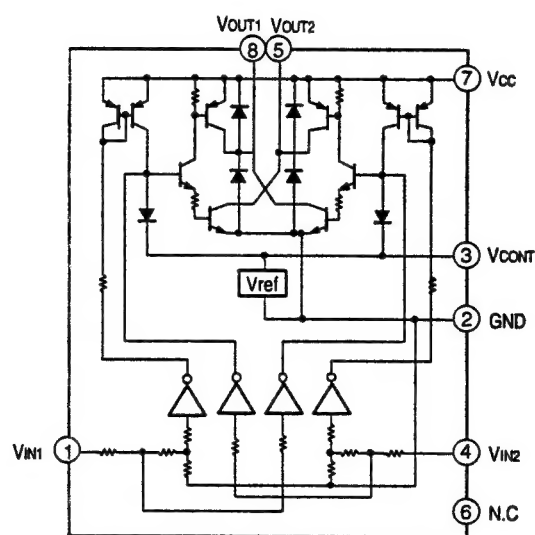 VOUT1 VOUT2
8 5
7 VCC
3 VCONT
Vref
2 GND
VIN1 1
4 VIN2
6 N.C